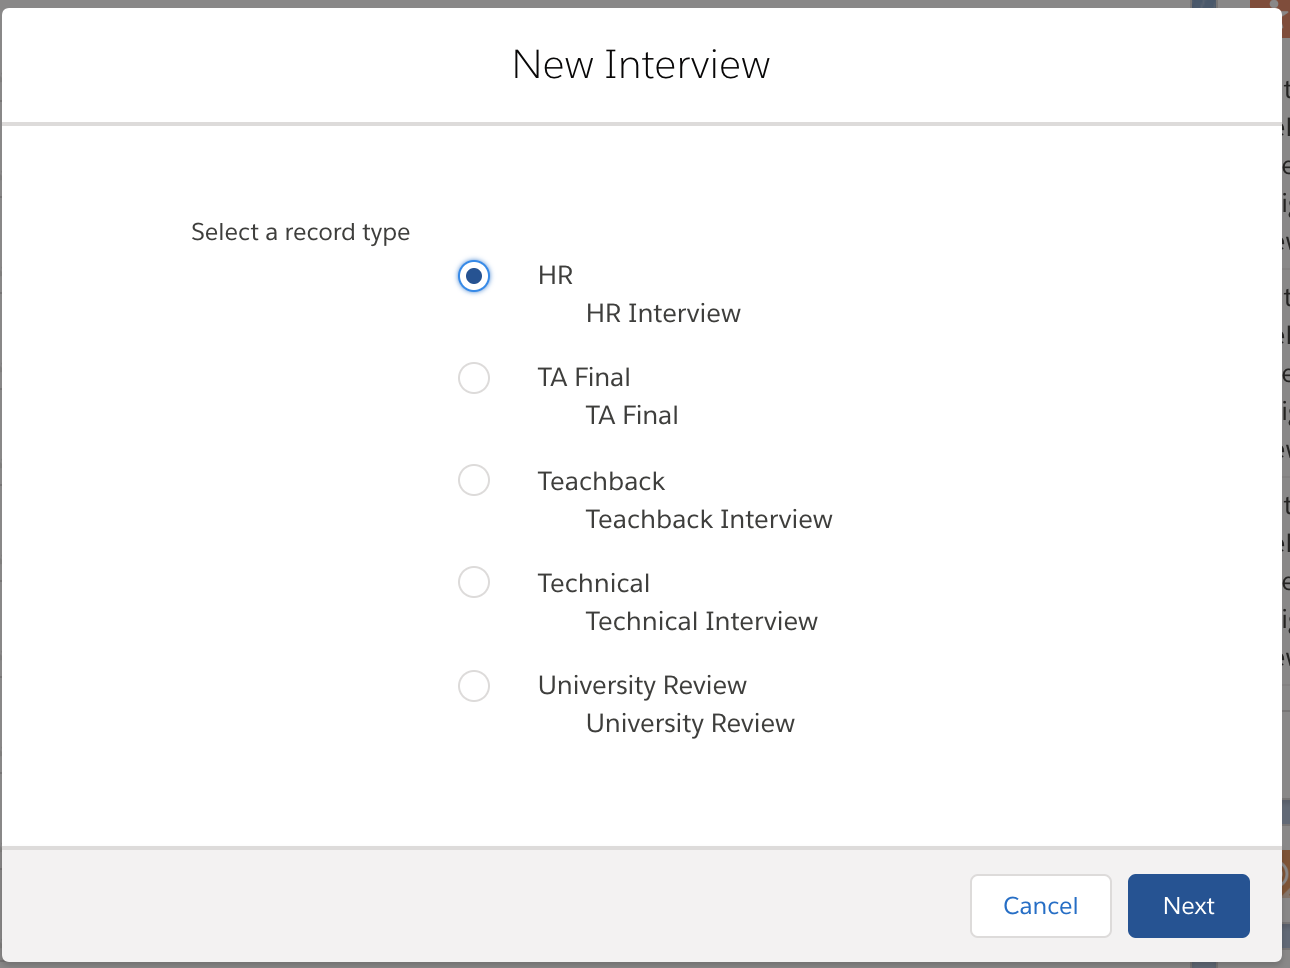 New Interview
Select a record type
HR
HR Interview
TA Final
TA Final
Teachback
Teachback Interview
Technical
Technical Interview
University Review
University Review
Cancel
Next